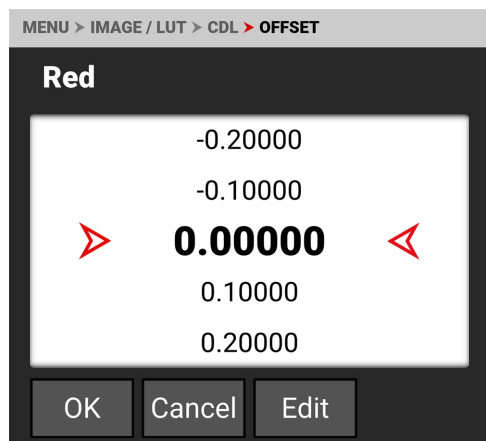 MENU > IMAGE / LUT > CDL > OFFSET
Red
-0.20000
-0.10000
0.00000
0.10000
0.20000
OK Cancel Edit